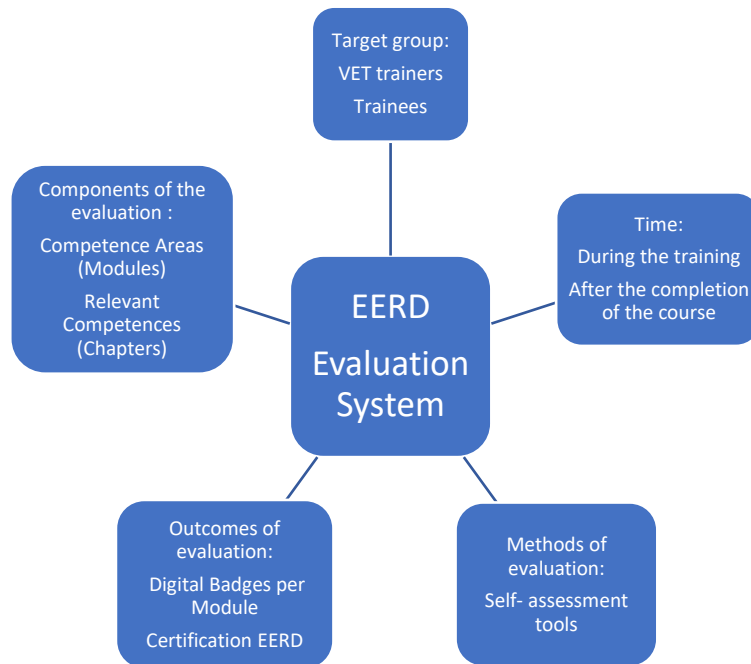 Target group:
VET trainers
Trainees
Components of the
evaluation :
Competence Areas
(Modules)
Relevant
Competences
(Chapters)
Time:
During the training
After the completion
of the course
EERD
Evaluation
System
Outcomes of
evaluation:
Digital Badges per
Module
Certification EERD
Methods of
evaluation:
Self- assessment
tools